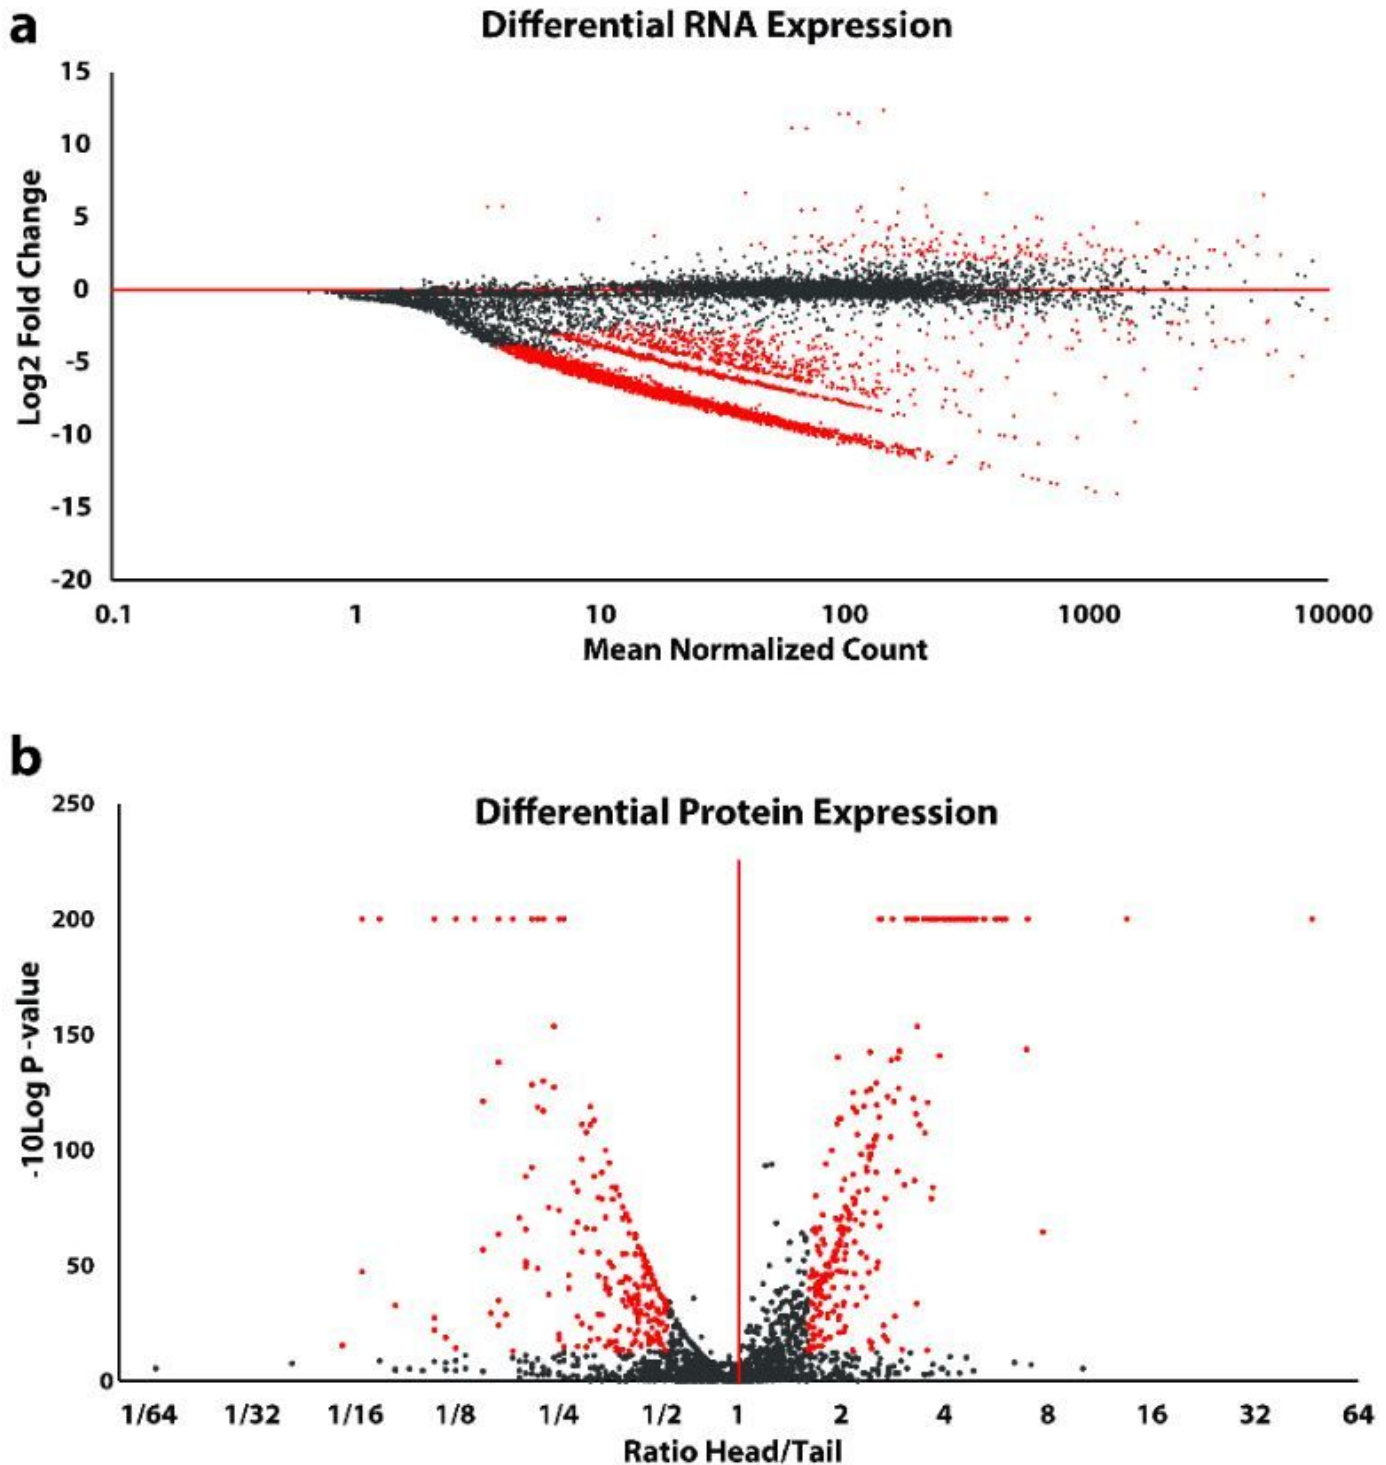 a
Differential RNA Expression
15
10
5
0
-5
-10
-15
-20
Log2 Fold Change
0.1 1 10 100 1000 10000
Mean Normalized Count
b
Differential Protein Expression
250
200
150
100
50
0
-10Log P -value
1/64 1/32 1/16 1/8 1/4 1/2 1 2 4 8 16 32 64
Ratio Head/Tail